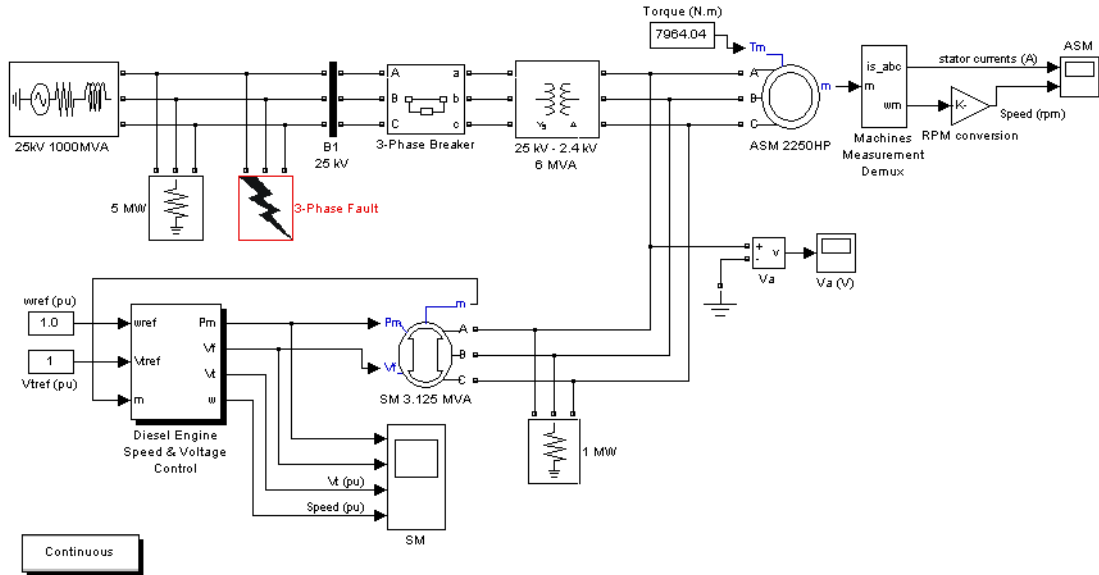 Torque (N.m)
7964.04
Tm
ASM
is_abc
stator currents (A)
A
B
C
A
B
C
a
b
c
A
B
C
m
m
wm
K-
Speed (rpm)
Yg
Δ
25kV 1000MVA
B1
25 kV
3-Phase Breaker
25 kV - 2.4 kV
6 MVA
ASM 2250HP
Machines
Measurement
Demux
RPM conversion
5 MW
3-Phase Fault
+
-
v
Va
Va (V)
wref (pu)
1.0
wref
Pm
Pm
m
A
Vf
1
Vtref
Vt
Vf_
B
Vtref (pu)
m
w
C
SM 3.125 MVA
Diesel Engine
Speed & Voltage
Control
1 MW
Vt (pu)
Speed (pu)
SM
Continuous